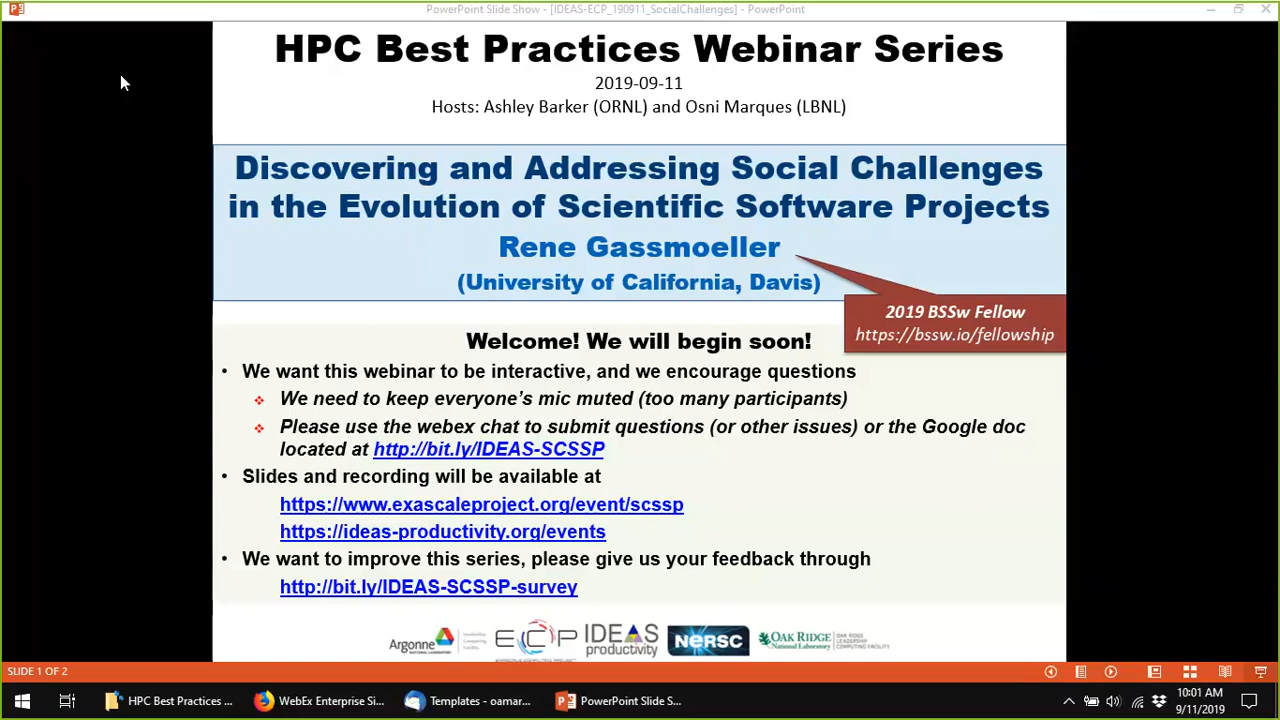 PowerPoint Slide Show - [IDEAS-ECP_190911_SocialChallenges] - PowerPoint
HPC Best Practices Webinar Series
2019-09-11
Hosts: Ashley Barker (ORNL) and Osni Marques (LBNL)
Discovering and Addressing Social Challenges
in the Evolution of Scientific Software Projects
Rene Gassmoeller
(University of California, Davis)
2019 BSSw Fellow
https://bssw.io/fellowship
Welcome! We will begin soon!
• We want this webinar to be interactive, and we encourage questions
❖ We need to keep everyone's mic muted (too many participants)
❖ Please use the webex chat to submit questions (or other issues) or the Google doc
located at http://bit.ly/IDEAS-SCSSP
• Slides and recording will be available at
https://www.exascaleproject.org/event/scssp
https://ideas-productivity.org/events
• We want to improve this series, please give us your feedback through
http://bit.ly/IDEAS-SCSSP-survey
Argonne
ECP
IDEAS
productivity
NERSC
OAK RIDGE
National Laboratory
SLIDE 1 OF 2
HPC Best Practices ...
WebEx Enterprise Si...
Templates - oamar...
PowerPoint Slide S...
10:01 AM
9/11/2019